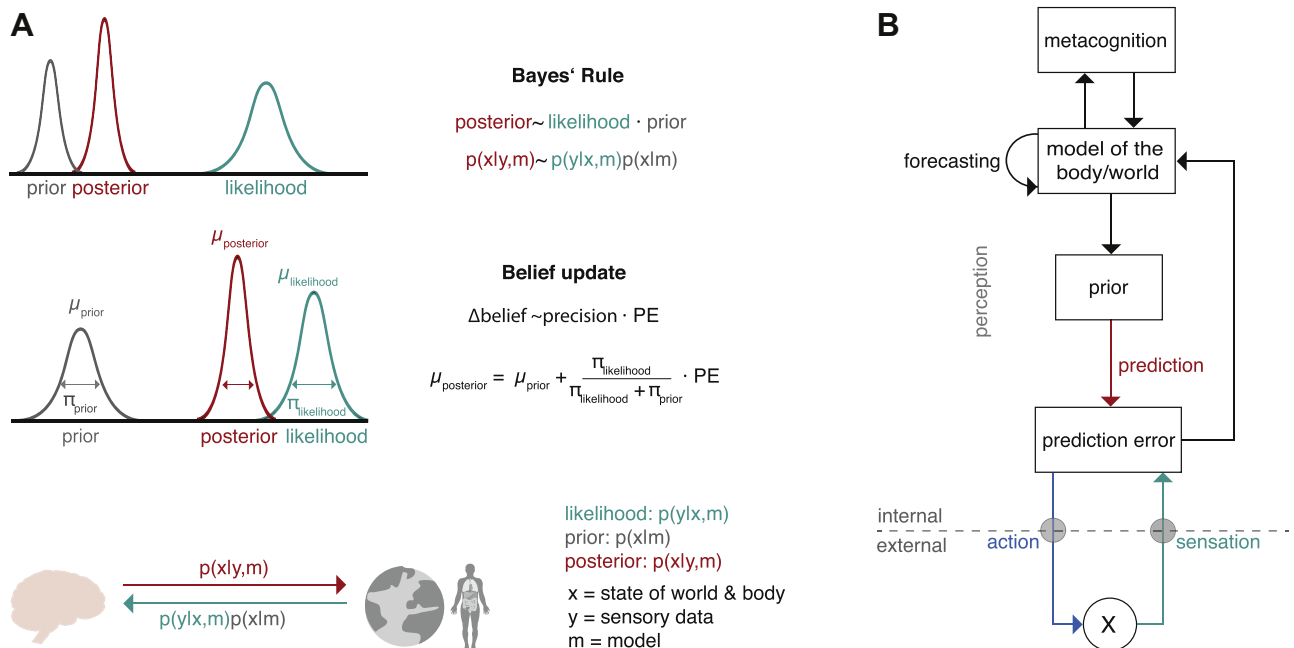 A
Bayes‘ Rule
posterior~ likelihood · prior
p(x|y,m)~ p(y|x,m)p(x|m)
prior posterior likelihood
μposterior
μlikelihood
μprior
πprior
πlikelihood
prior posterior likelihood
Belief update
Δbelief ~precision · PE
μposterior = μprior + πlikelihood / πlikelihood + πprior · PE
p(x|y,m)
p(y|x,m)p(x|m)
likelihood: p(y|x,m)
prior: p(x|m)
posterior: p(x|y,m)
x = state of world & body
y = sensory data
m = model
B
metacognition
forecasting
model of the
body/world
perception
prior
prediction
prediction error
internal
external
action
sensation
X